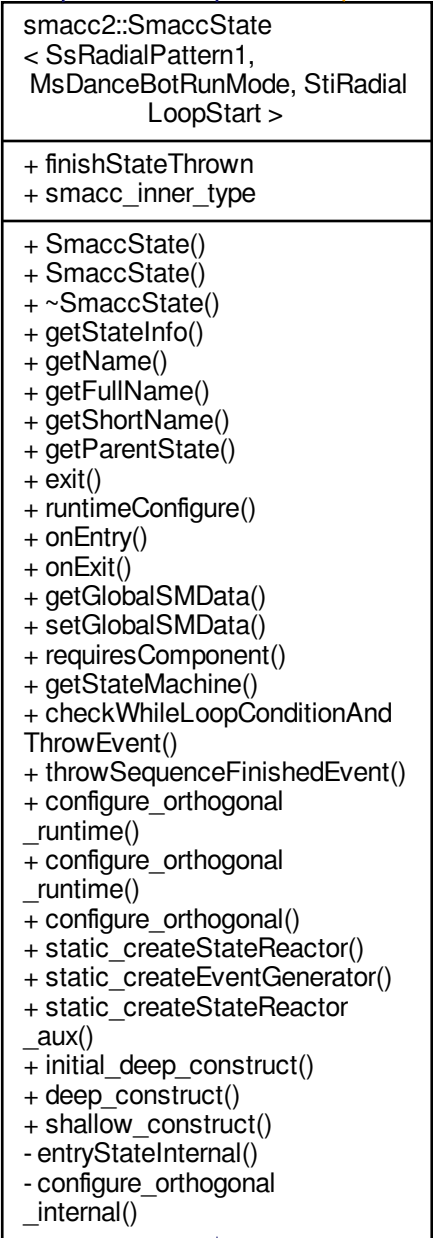 smacc2::SmaccState
< SsRadialPattern1,
MsDanceBotRunMode, StiRadial
LoopStart >
+ finishStateThrown
+ smacc_inner_type
+ SmaccState()
+ SmaccState()
+ ~SmaccState()
+ getStateInfo()
+ getName()
+ getFullName()
+ getShortName()
+ getParentState()
+ exit()
+ runtimeConfigure()
+ onEntry()
+ onExit()
+ getGlobalSMData()
+ setGlobalSMData()
+ requiresComponent()
+ getStateMachine()
+ checkWhileLoopConditionAnd
ThrowEvent()
+ throwSequenceFinishedEvent()
+ configure_orthogonal
_runtime()
+ configure_orthogonal
_runtime()
+ configure_orthogonal()
+ static_createStateReactor()
+ static_createEventGenerator()
+ static_createStateReactor
_aux()
+ initial_deep_construct()
+ deep_construct()
+ shallow_construct()
- entryStateInternal()
- configure_orthogonal
_internal()